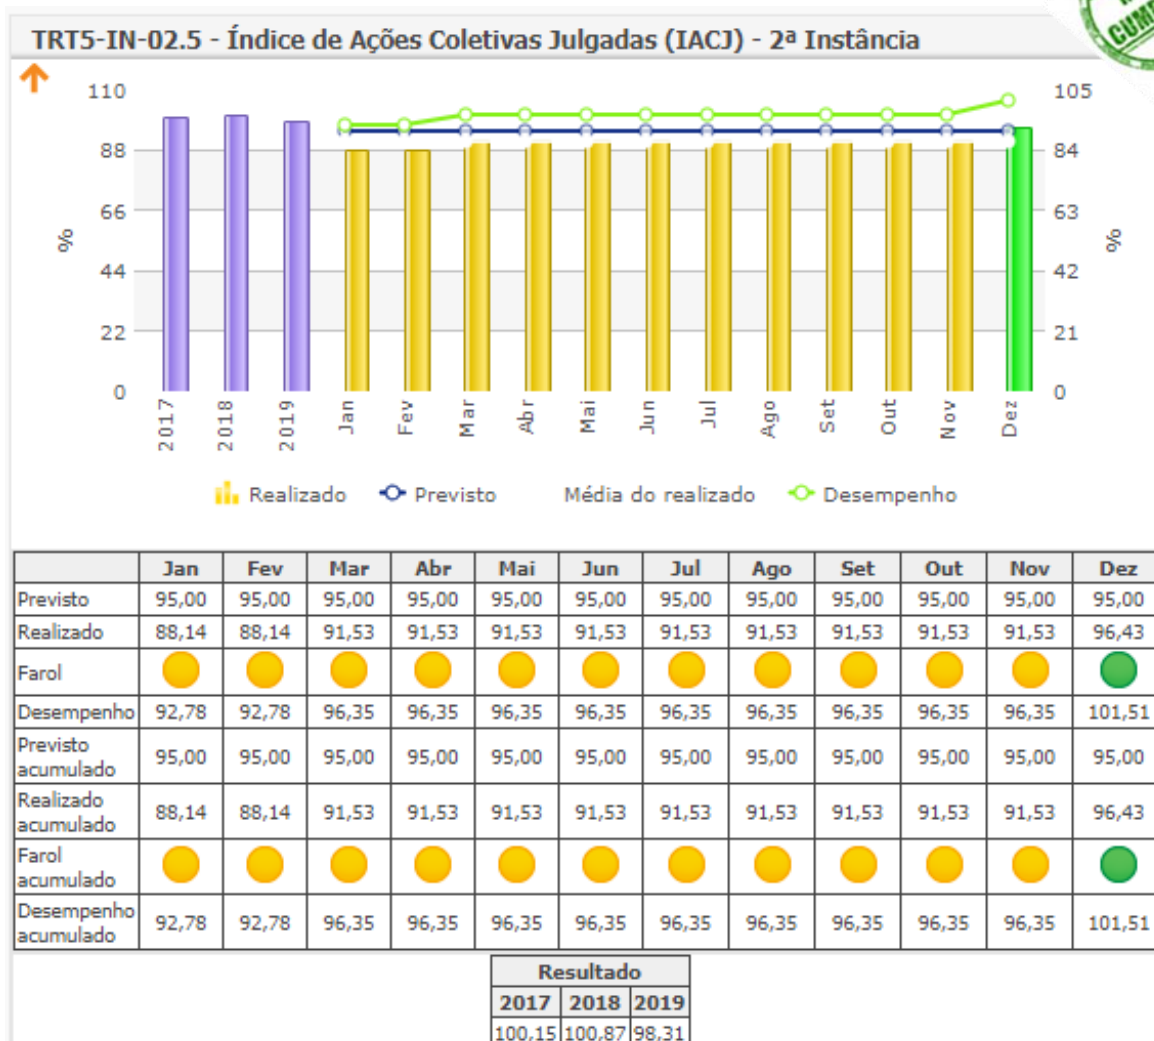 TRT5-IN-02.5 - Índice de Ações Coletivas Julgadas (IACJ) - 2ª Instância
110 105
88 84
66 63
% %
44 42
22 21
0 0
2017 2018 2019 Jan Fev Mar Abr Mai Jun Jul Ago Set Out Nov Dez
Realizado Previsto Média do realizado Desempenho
Jan Fev Mar Abr Mai Jun Jul Ago Set Out Nov Dez
Previsto 95,00 95,00 95,00 95,00 95,00 95,00 95,00 95,00 95,00 95,00 95,00 95,00
Realizado 88,14 88,14 91,53 91,53 91,53 91,53 91,53 91,53 91,53 91,53 91,53 96,43
Farol
Desempenho 92,78 92,78 96,35 96,35 96,35 96,35 96,35 96,35 96,35 96,35 96,35 101,51
Previsto
acumulado 95,00 95,00 95,00 95,00 95,00 95,00 95,00 95,00 95,00 95,00 95,00 95,00
Realizado
acumulado 88,14 88,14 91,53 91,53 91,53 91,53 91,53 91,53 91,53 91,53 91,53 96,43
Farol
acumulado
Desempenho
acumulado 92,78 92,78 96,35 96,35 96,35 96,35 96,35 96,35 96,35 96,35 96,35 101,51
Resultado
2017 2018 2019
100,15 100,87 98,31